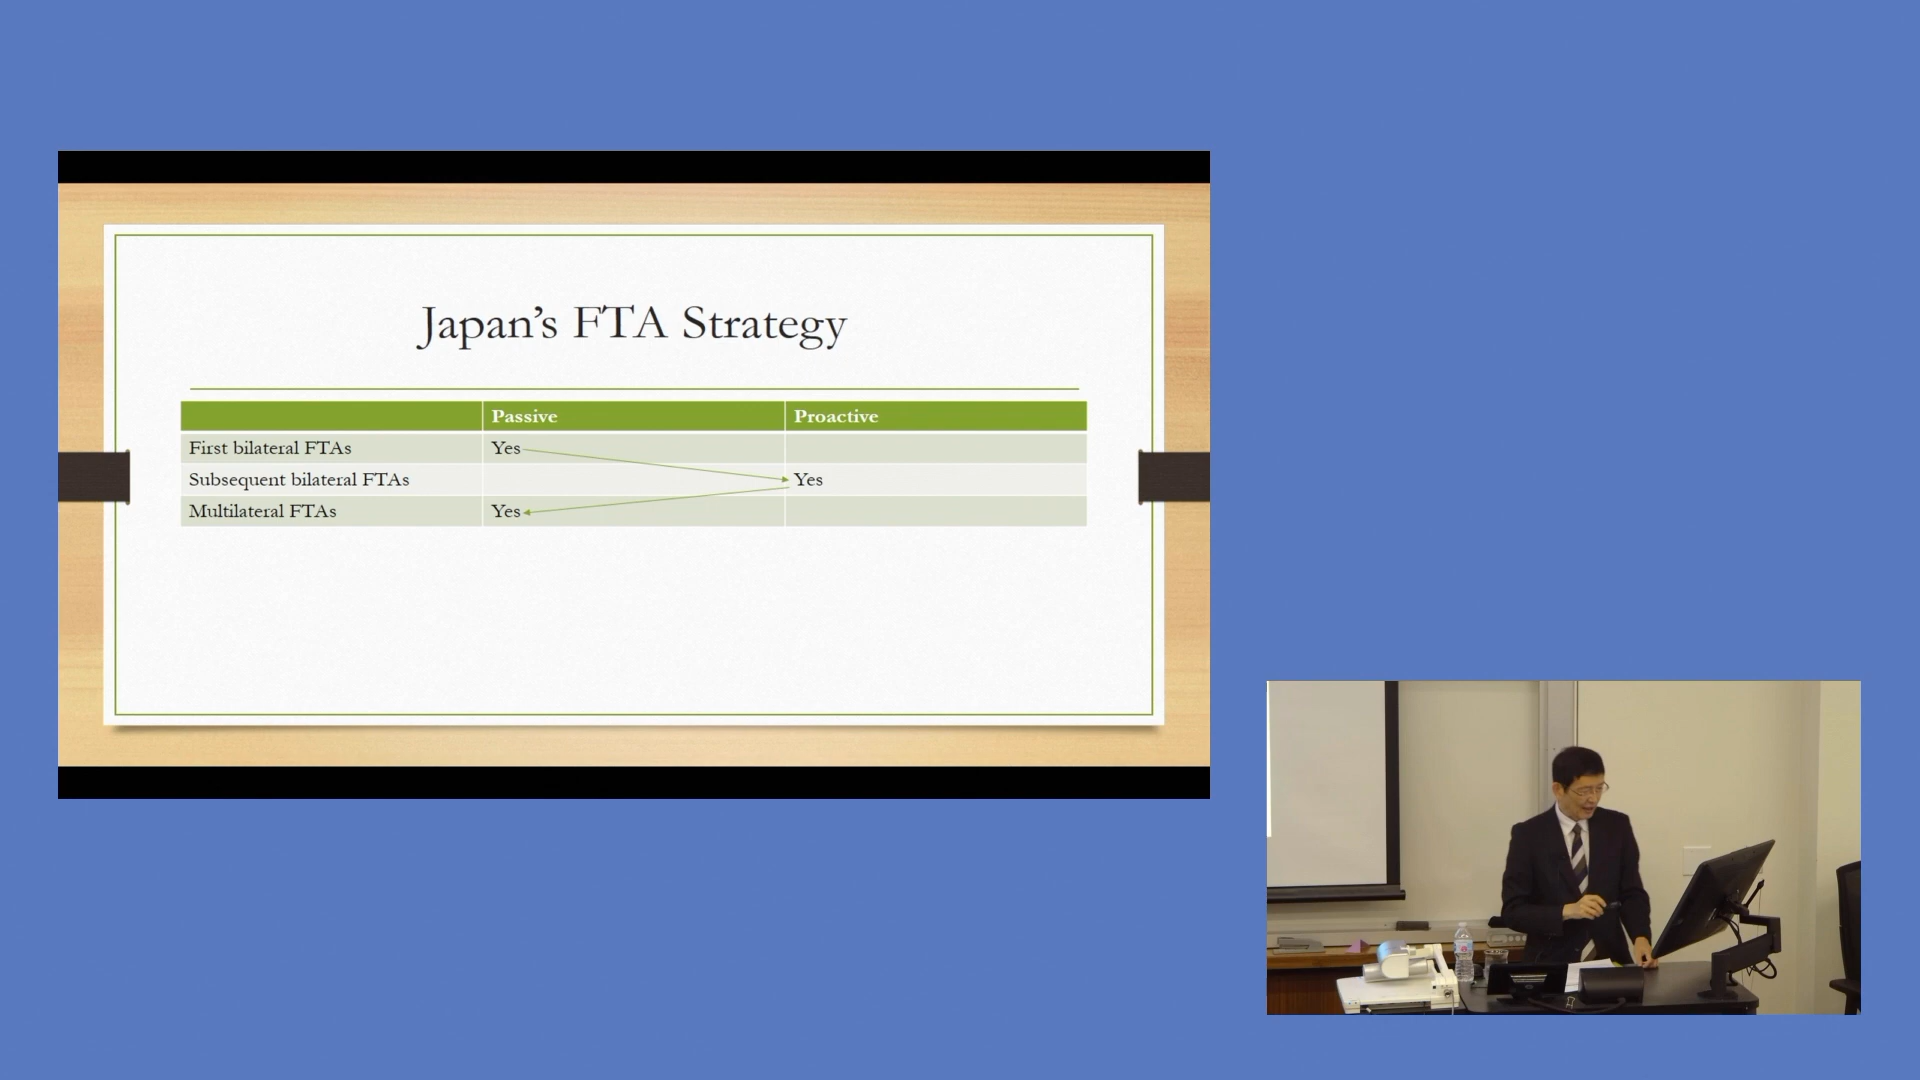 Japan's FTA Strategy
Passive Proactive
First bilateral FTAs Yes
Subsequent bilateral FTAs Yes
Multilateral FTAs Yes